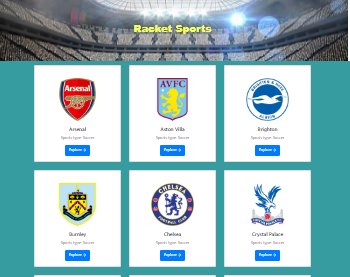 Racket Sports
Arsenal
Arsenal
Sports type: Soccer
Explore
AVFC
Aston Villa
Sports type: Soccer
Explore
BRIGHTON & HOVE
ALBION
Brighton
Sports type: Soccer
Explore
Burnley
Sports type: Soccer
Explore
CHELSEA
FOOTBALL CLUB
Chelsea
Sports type: Soccer
Explore
Crystal Palace
Sports type: Soccer
Explore